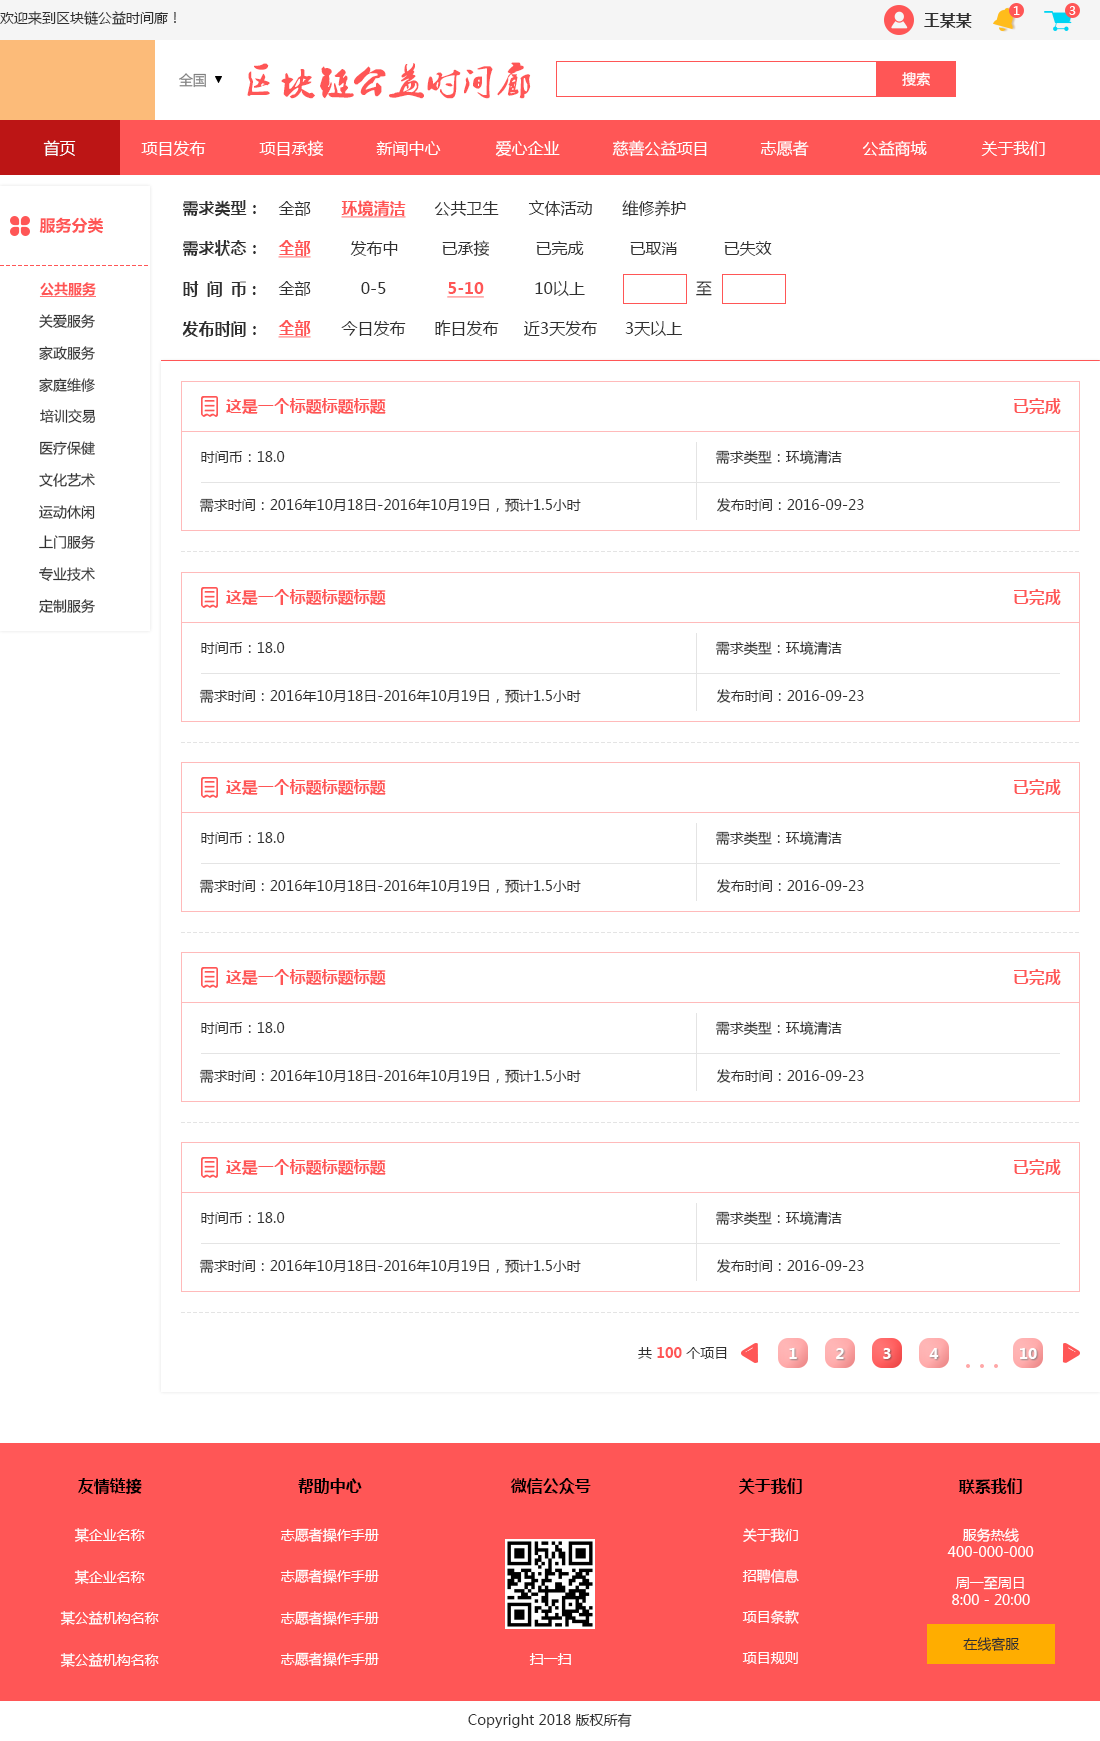 欢迎来到区块链公益时间廊！
王某某 1 3
全国 ▼ 区块链公益时间廊 搜索
首页 项目发布 项目承接 新闻中心 爱心企业 慈善公益项目 志愿者 公益商城 关于我们
服务分类
公共服务
关爱服务
家政服务
家庭维修
培训交易
医疗保健
文化艺术
运动休闲
上门服务
专业技术
定制服务
需求类型： 全部 环境清洁 公共卫生 文体活动 维修养护
需求状态： 全部 发布中 已承接 已完成 已取消 已失效
时 间 币： 全部 0-5 5-10 10以上 至
发布时间： 全部 今日发布 昨日发布 近3天发布 3天以上
这是一个标题标题标题 已完成
时间币：18.0 需求类型：环境清洁
需求时间：2016年10月18日-2016年10月19日，预计1.5小时 发布时间：2016-09-23
这是一个标题标题标题 已完成
时间币：18.0 需求类型：环境清洁
需求时间：2016年10月18日-2016年10月19日，预计1.5小时 发布时间：2016-09-23
这是一个标题标题标题 已完成
时间币：18.0 需求类型：环境清洁
需求时间：2016年10月18日-2016年10月19日，预计1.5小时 发布时间：2016-09-23
这是一个标题标题标题 已完成
时间币：18.0 需求类型：环境清洁
需求时间：2016年10月18日-2016年10月19日，预计1.5小时 发布时间：2016-09-23
这是一个标题标题标题 已完成
时间币：18.0 需求类型：环境清洁
需求时间：2016年10月18日-2016年10月19日，预计1.5小时 发布时间：2016-09-23
共 100 个项目 1 2 3 4 ... 10
友情链接
某企业名称
某企业名称
某公益机构名称
某公益机构名称
帮助中心
志愿者操作手册
志愿者操作手册
志愿者操作手册
志愿者操作手册
微信公众号
扫一扫
关于我们
关于我们
招聘信息
项目条款
项目规则
联系我们
服务热线
400-000-000
周一至周日
8:00 - 20:00
在线客服
Copyright 2018 版权所有